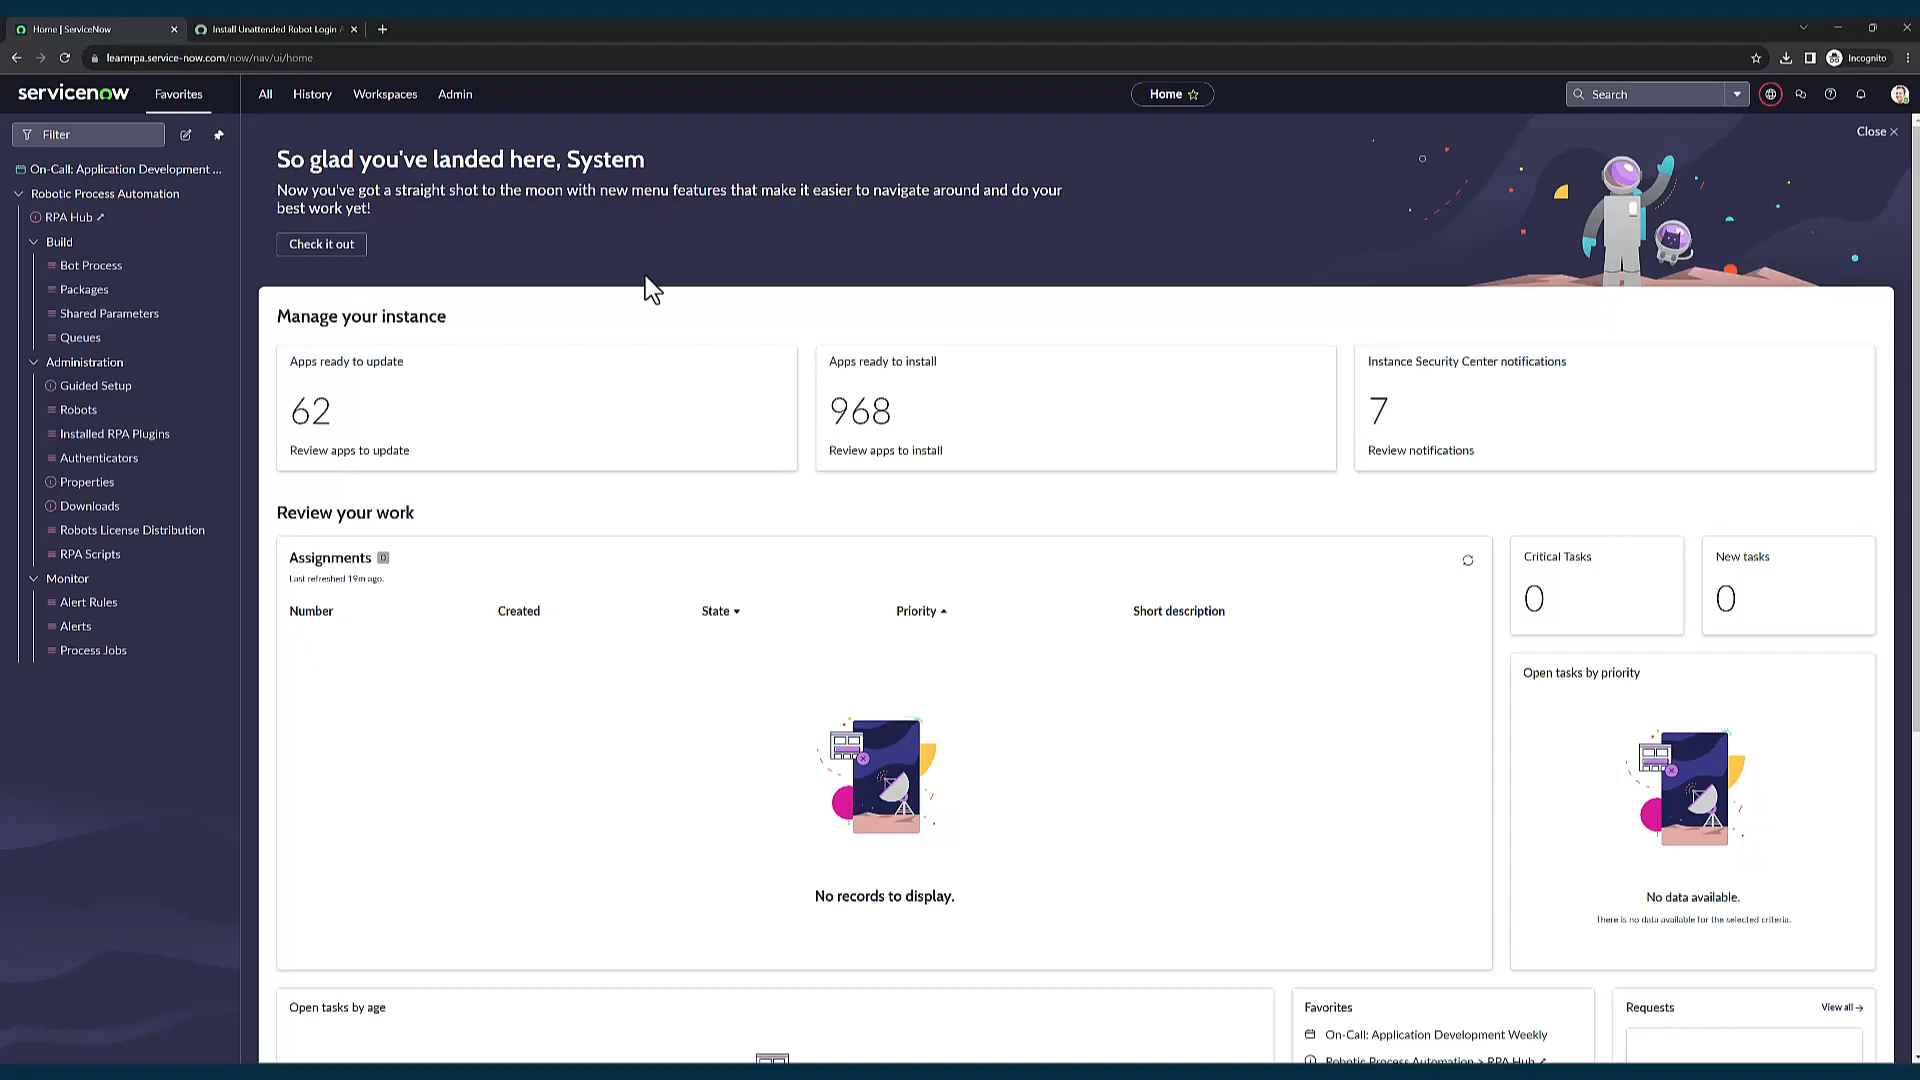 Home | ServiceNow
Install Unattended Robot Login
learnrpa.service-now.com/now/nav/ui/home
Incognito
servicenow
Favorites
All
History
Workspaces
Admin
Home
Search
Filter
Close
On-Call: Application Development ...
Robotic Process Automation
RPA Hub
Build
Bot Process
Packages
Shared Parameters
Queues
Administration
Guided Setup
Robots
Installed RPA Plugins
Authenticators
Properties
Downloads
Robots License Distribution
RPA Scripts
Monitor
Alert Rules
Alerts
Process Jobs
So glad you've landed here, System
Now you've got a straight shot to the moon with new menu features that make it easier to navigate around and do your
best work yet!
Check it out
Manage your instance
Apps ready to update
62
Review apps to update
Apps ready to install
968
Review apps to install
Instance Security Center notifications
7
Review notifications
Review your work
Assignments 0
Last refreshed 19m ago.
Number
Created
State
Priority
Short description
No records to display.
Critical Tasks
0
New tasks
0
Open tasks by priority
No data available.
There is no data available for the selected criteria.
Open tasks by age
Favorites
On-Call: Application Development Weekly
Robotic Process Automation > RPA Hub
Requests
View all